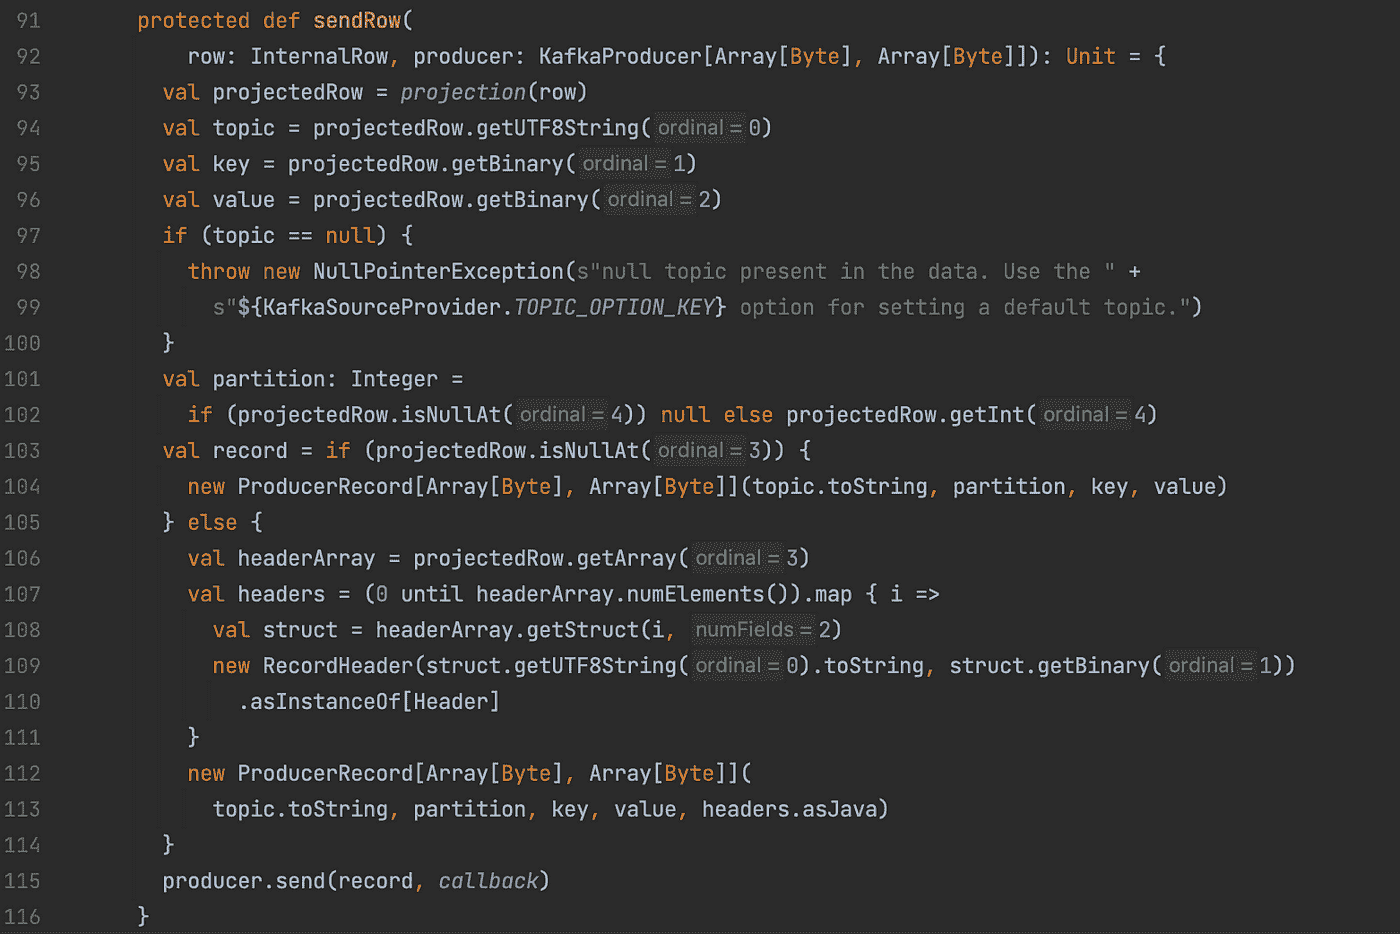 91 protected def sendRow(
92 row: InternalRow, producer: KafkaProducer[Array[Byte], Array[Byte]]): Unit = {
93 val projectedRow = projection(row)
94 val topic = projectedRow.getUTF8String( ordinal = 0)
95 val key = projectedRow.getBinary( ordinal = 1)
96 val value = projectedRow.getBinary( ordinal = 2)
97 if (topic == null) {
98 throw new NullPointerException(s"null topic present in the data. Use the " +
99 s"${KafkaSourceProvider.TOPIC_OPTION_KEY} option for setting a default topic.")
100 }
101 val partition: Integer =
102 if (projectedRow.isNullAt( ordinal = 4)) null else projectedRow.getInt( ordinal = 4)
103 val record = if (projectedRow.isNullAt( ordinal = 3)) {
104 new ProducerRecord[Array[Byte], Array[Byte]](topic.toString, partition, key, value)
105 } else {
106 val headerArray = projectedRow.getArray( ordinal = 3)
107 val headers = (0 until headerArray.numElements()).map { i =>
108 val struct = headerArray.getStruct(i, numFields = 2)
109 new RecordHeader(struct.getUTF8String( ordinal = 0).toString, struct.getBinary( ordinal = 1))
110 .asInstanceOf[Header]
111 }
112 new ProducerRecord[Array[Byte], Array[Byte]](
113 topic.toString, partition, key, value, headers.asJava)
114 }
115 producer.send(record, callback)
116 }